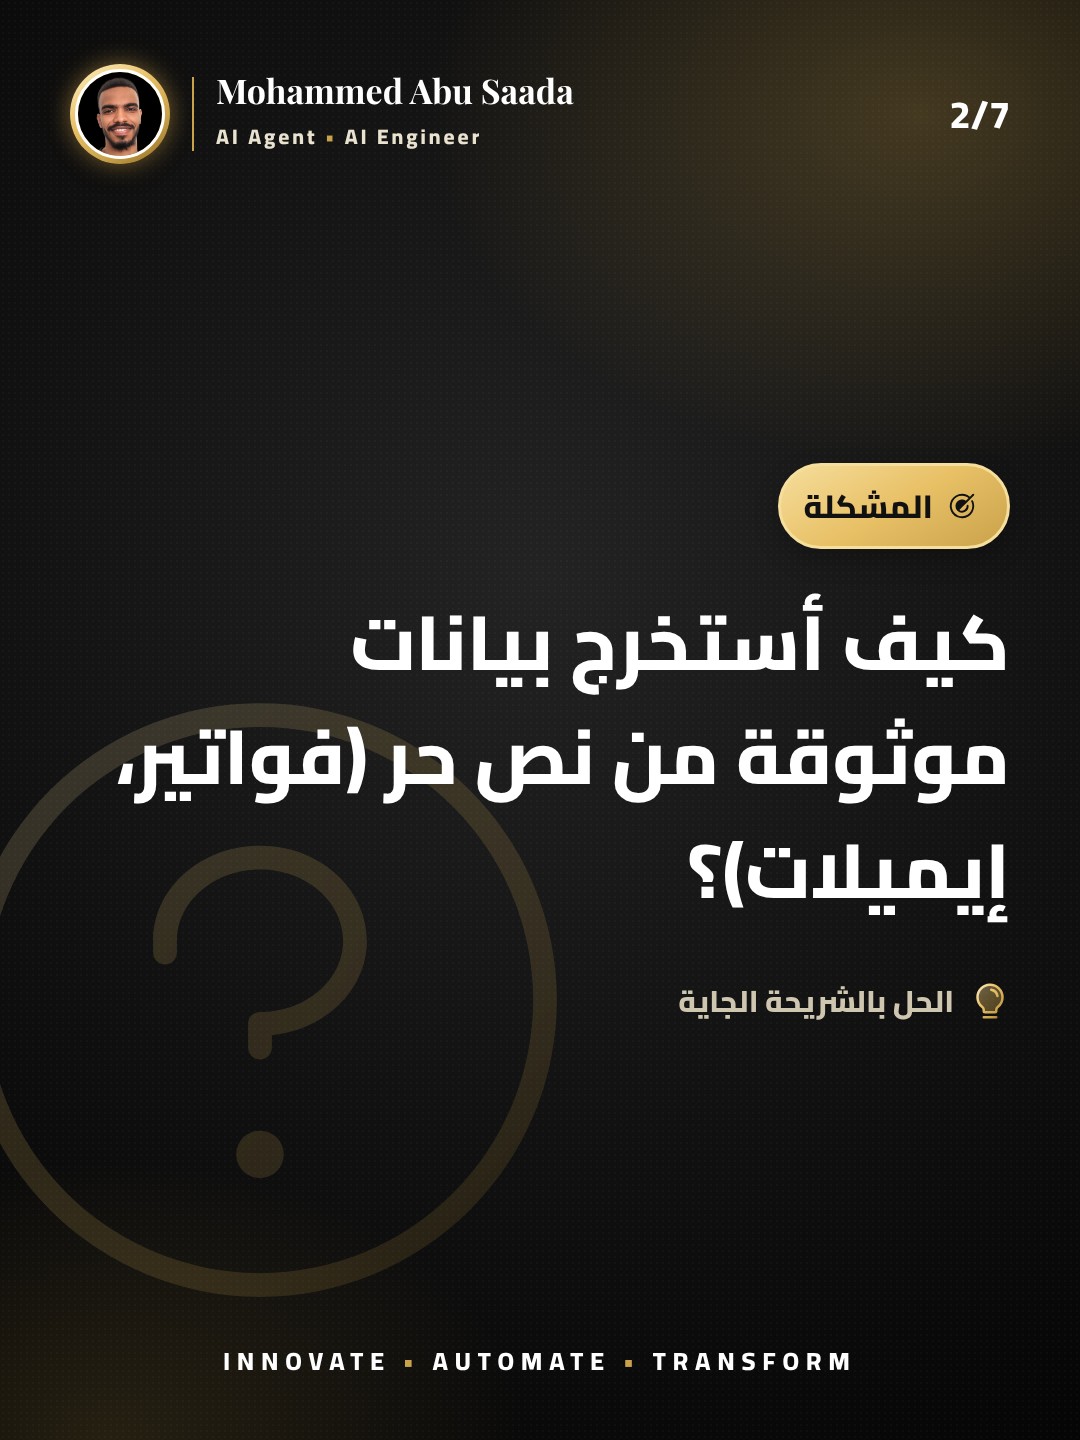 Mohammed Abu Saada
AI Agent ▪ AI Engineer
2/7
المشكلة
كيف أستخرج بيانات
موثوقة من نص حر (فواتير،
إيميلات)؟
الحل بالشريحة الجاية
INNOVATE ▪ AUTOMATE ▪ TRANSFORM